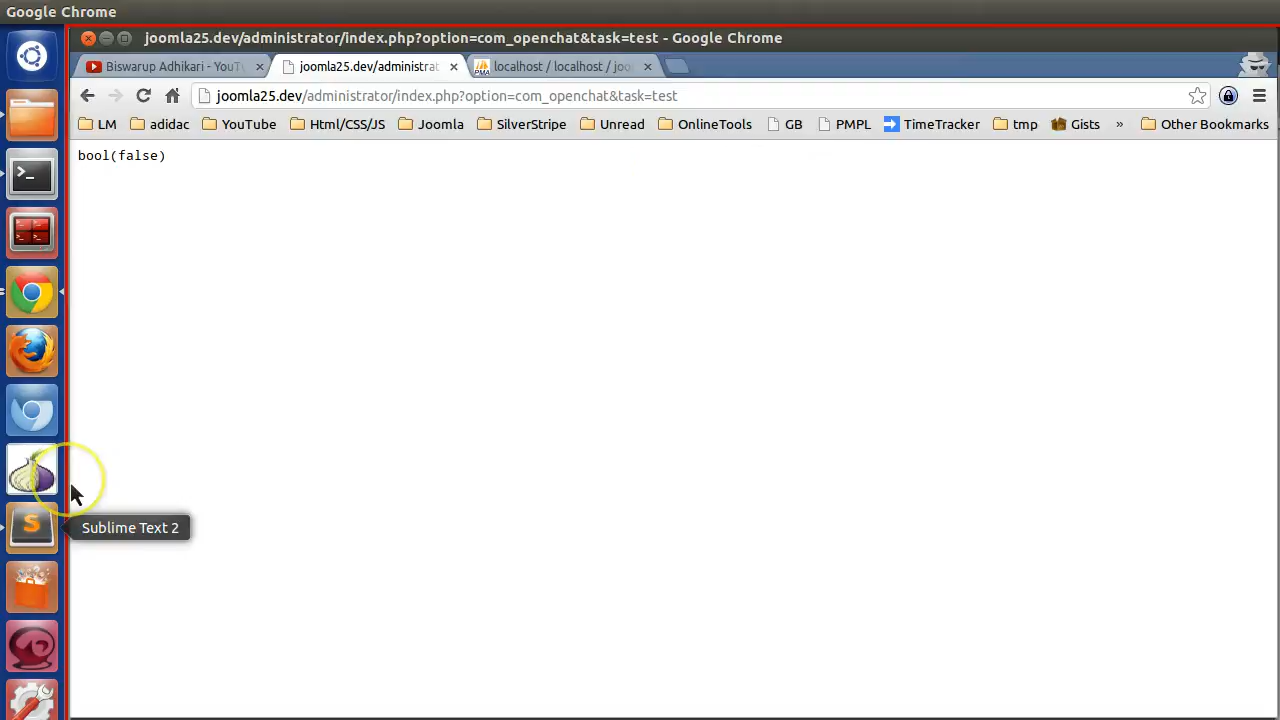 Google Chrome
joomla25.dev/administrator/index.php?option=com_openchat&task=test - Google Chrome
Biswarup Adhikari - YouT
joomla25.dev/administrat
PMA
localhost / localhost / joo
joomla25.dev/administrator/index.php?option=com_openchat&task=test
LM adidac YouTube Html/CSS/JS Joomla SilverStripe Unread OnlineTools GB PMPL TimeTracker tmp Gists » Other Bookmarks
bool(false)
Sublime Text 2